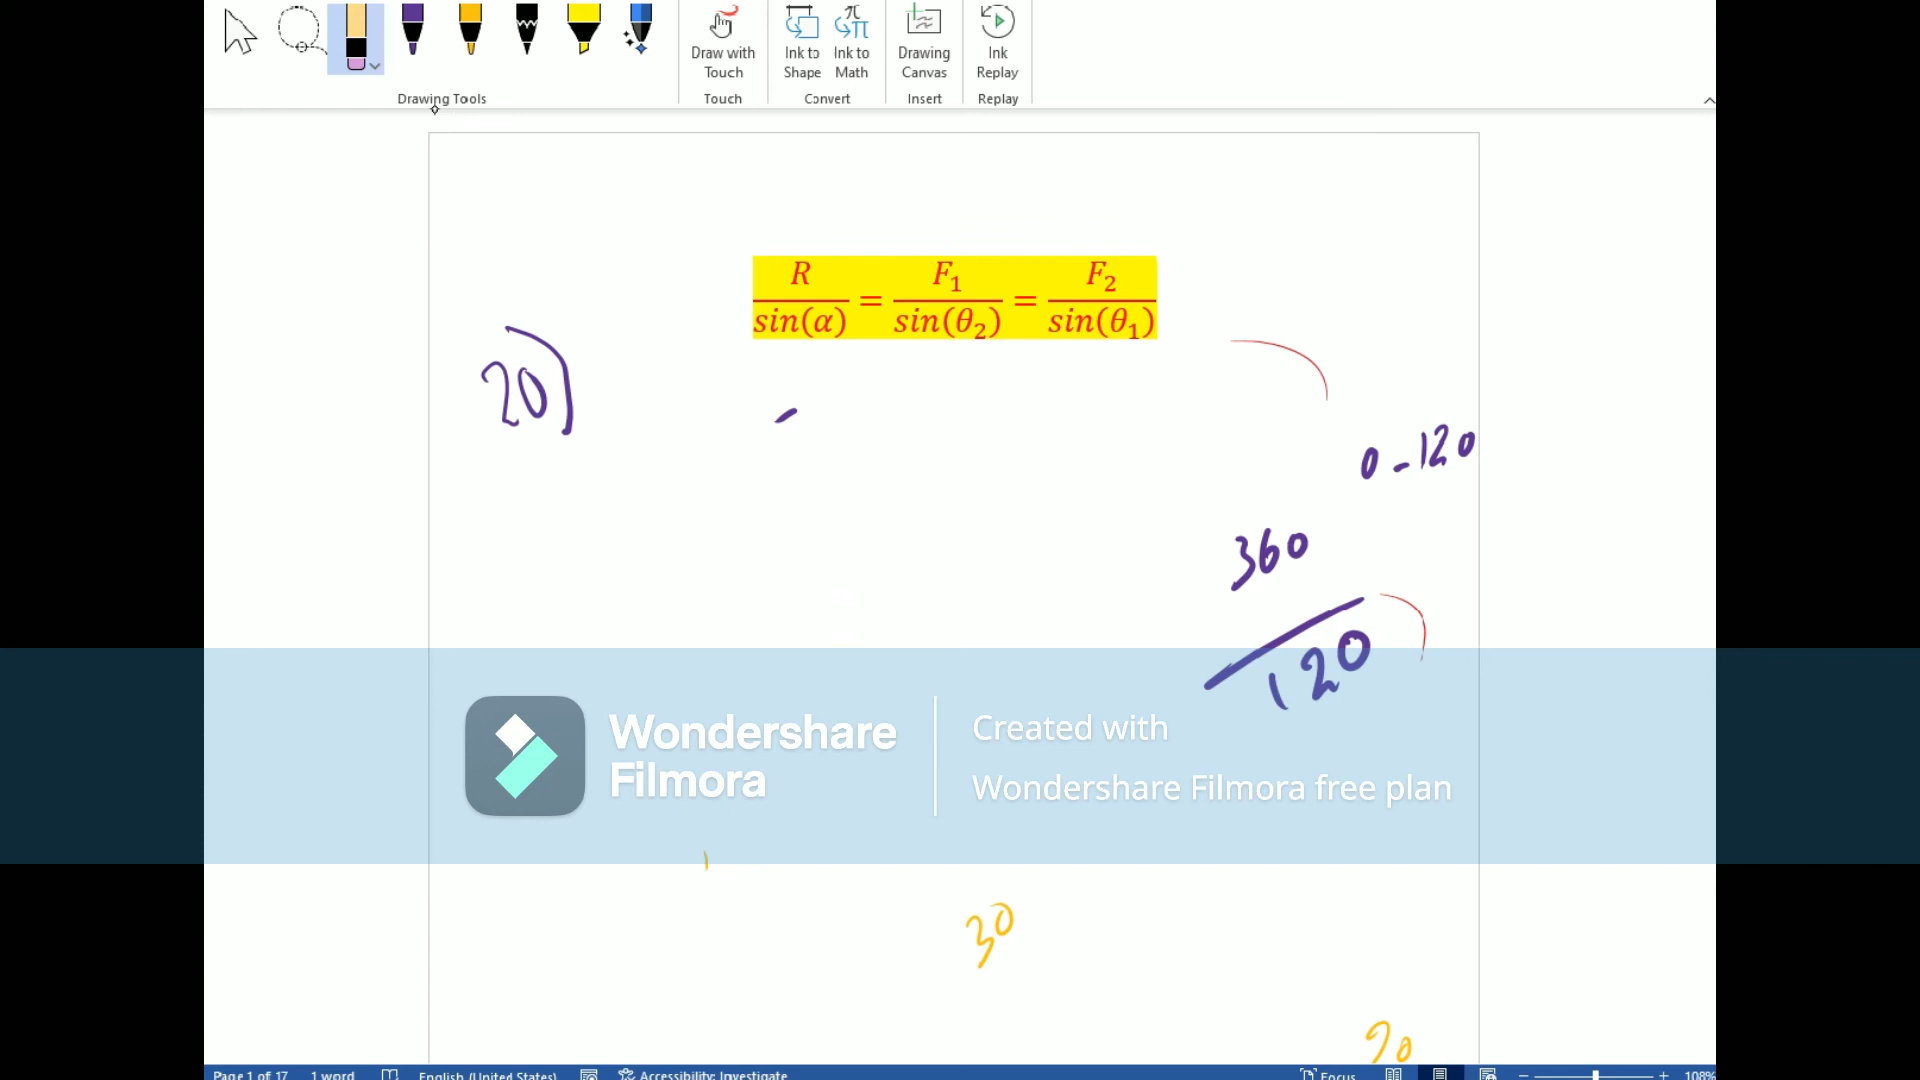 Draw with Touch
Ink to Shape
Ink to Math
Drawing Canvas
Ink Replay
Drawing Tools
Touch
Convert
Insert
Replay
R/sin(α) = F₁/sin(θ₂) = F₂/sin(θ₁)
20)
0 - 120
360
120
Wondershare Filmora
Created with
Wondershare Filmora free plan
30
Page 1 of 17
1 word
English (United States)
Accessibility: Investigate
Focus
108%